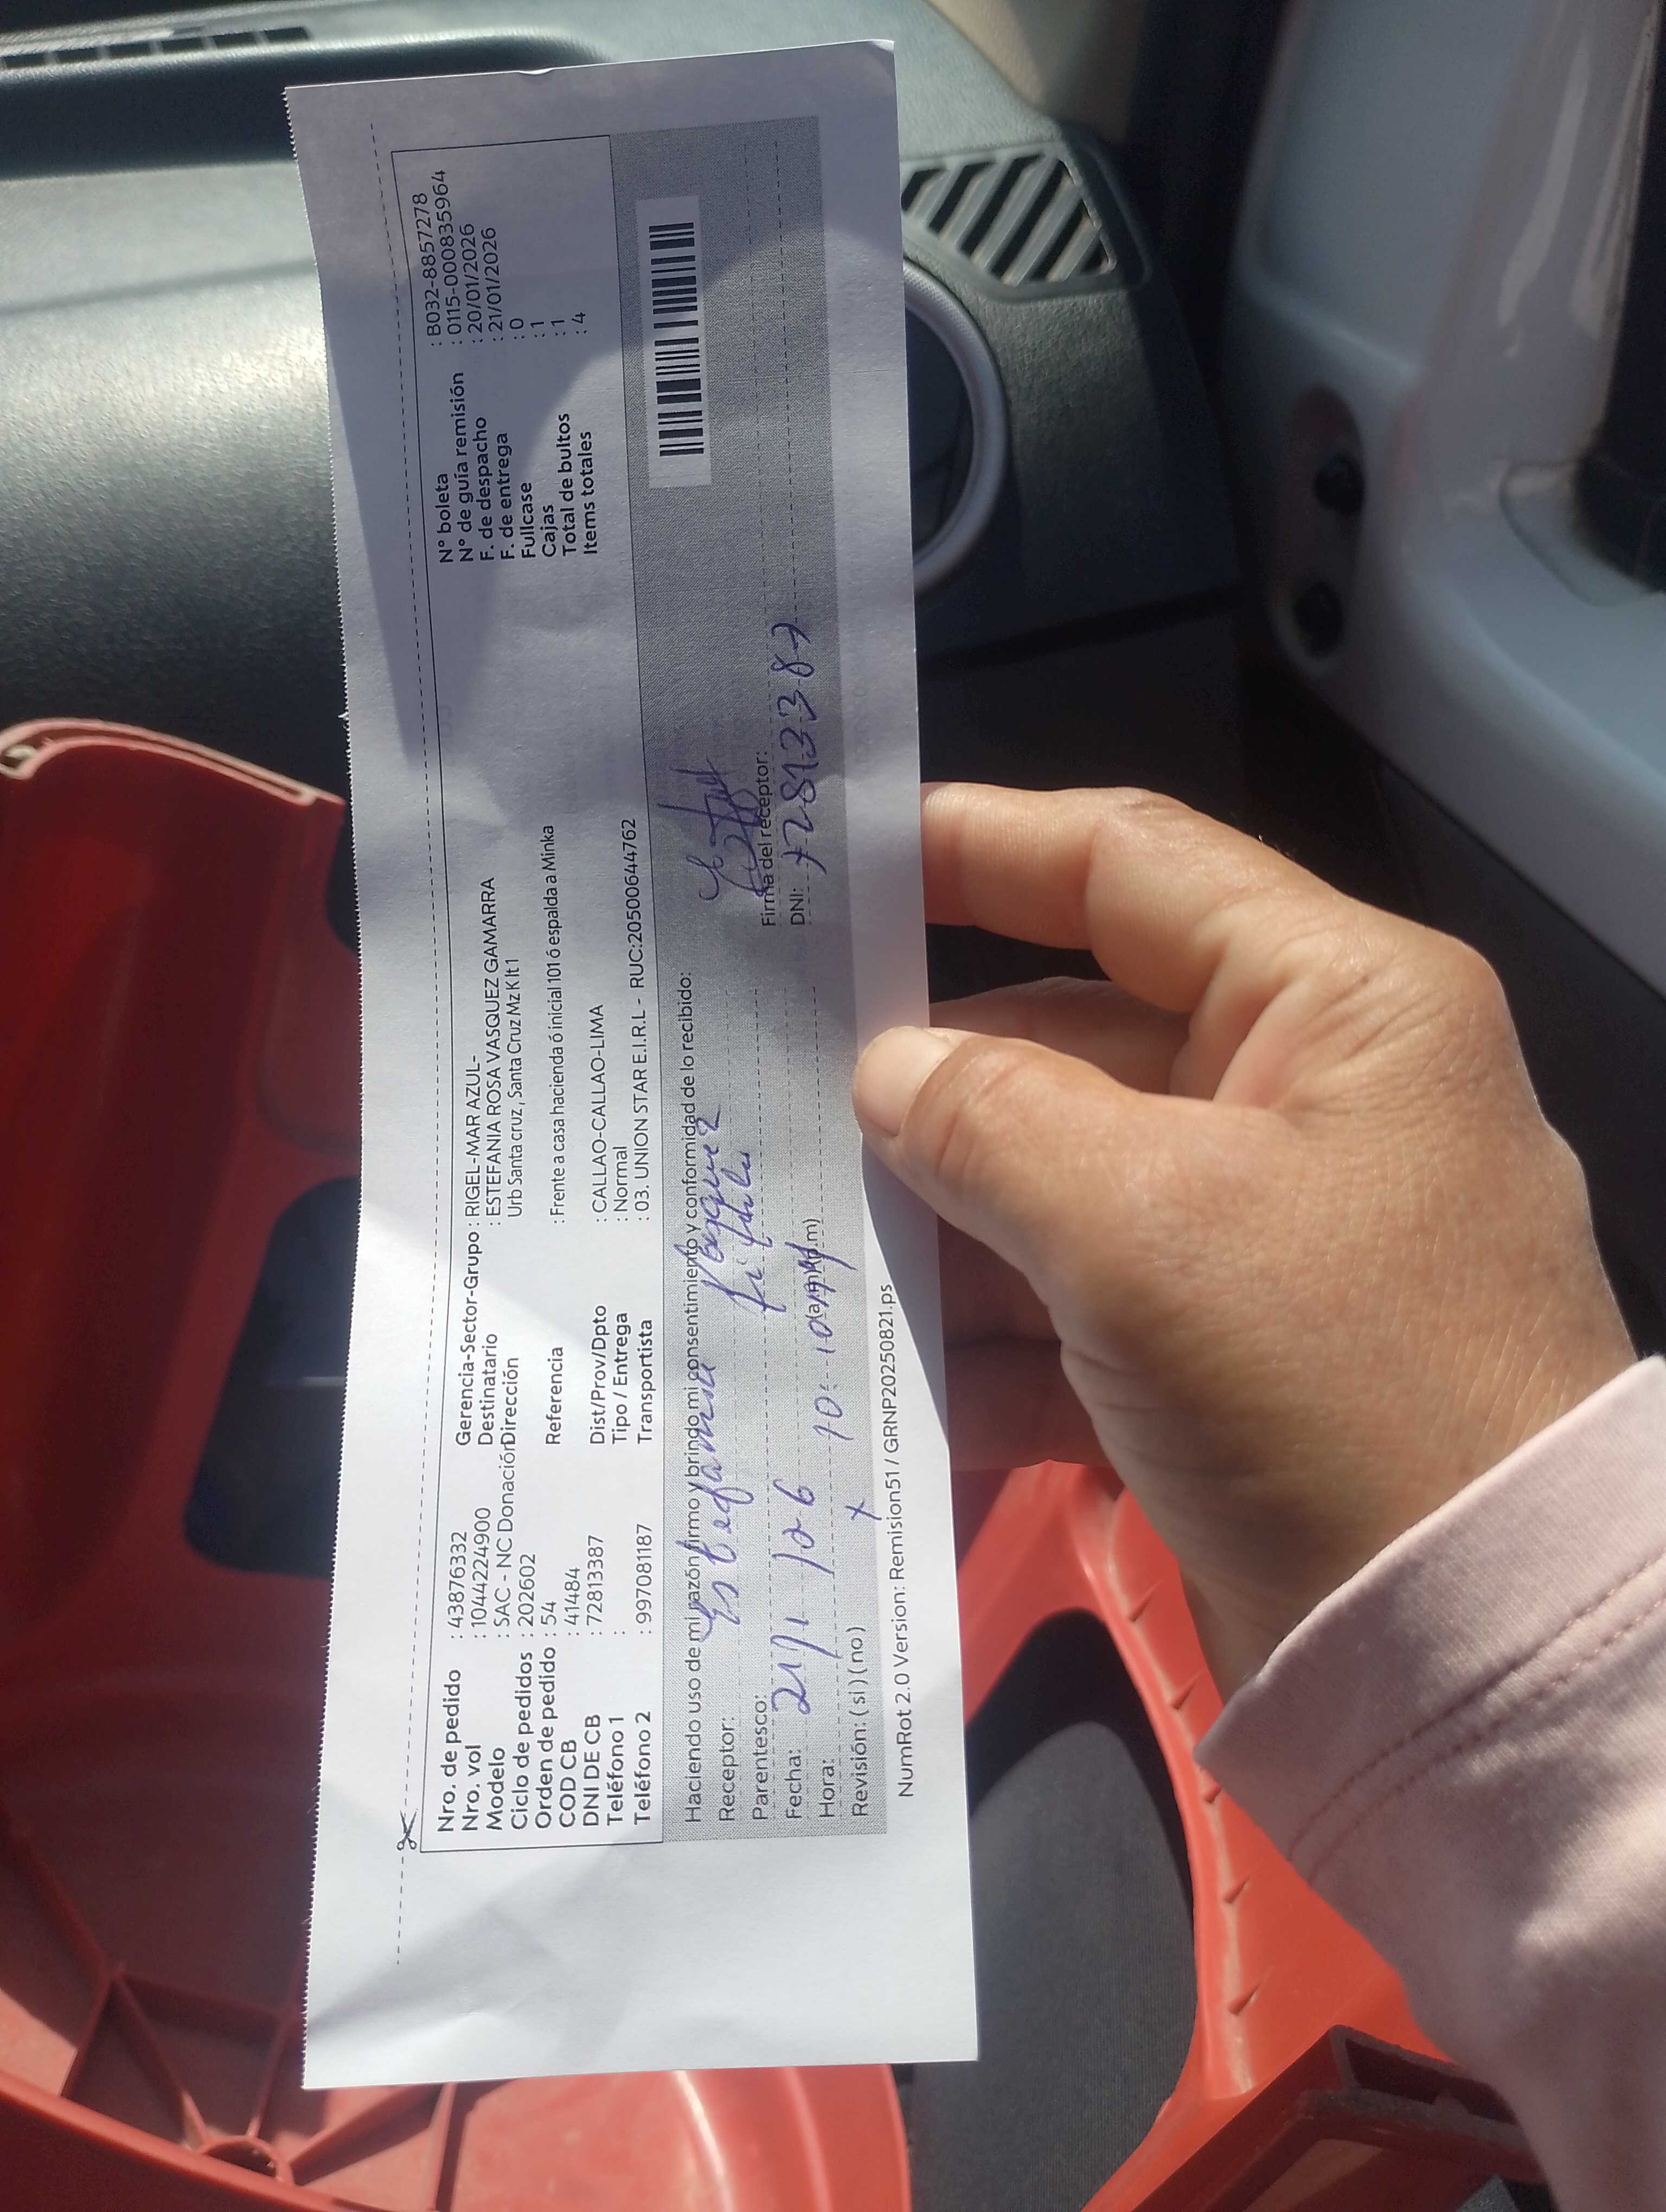 Nro. de pedido : 43876332
Nro. vol : 10442224900
Modelo : SAC - NC Donación
Ciclo de pedidos : 202602
Orden de pedido : 54
COD CB : 41484
DNI DE CB : 72813387
Teléfono 1 :
Teléfono 2 : 997081187
Gerencia-Sector-Grupo : RIGEL-MAR AZUL-
Destinatario : ESTEFANIA ROSA VASQUEZ GAMARRA
Dirección Urb Santa cruz, Santa Cruz Mz K lt 1
Referencia : Frente a casa hacienda ó inicial 101 ó espalda a Minka
Dist/Prov/Dpto : CALLAO-CALLAO-LIMA
Tipo / Entrega : Normal
Transportista : 03. UNION STAR E.I.R.L - RUC:20500644762
N° boleta : B032-8857278
N° de guía remisión : 0115-0000835964
F. de despacho : 20/01/2026
F. de entrega : 21/01/2026
Fullcase : 0
Cajas : 1
Total de bultos : 1
Items totales : 4
Haciendo uso de mi razón firmo y brindo mi consentimiento y conformidad de lo recibido:
Receptor: Estefania Vasquez
Parentesco:
Fecha: 21/1/26
Hora: 10:10 (a.m) (p.m)
Revisión: ( si ) ( no ) x
Firma del receptor:
DNI: 72813387
NumRot 2.0 Version: Remision51 / GRNP20250821.ps